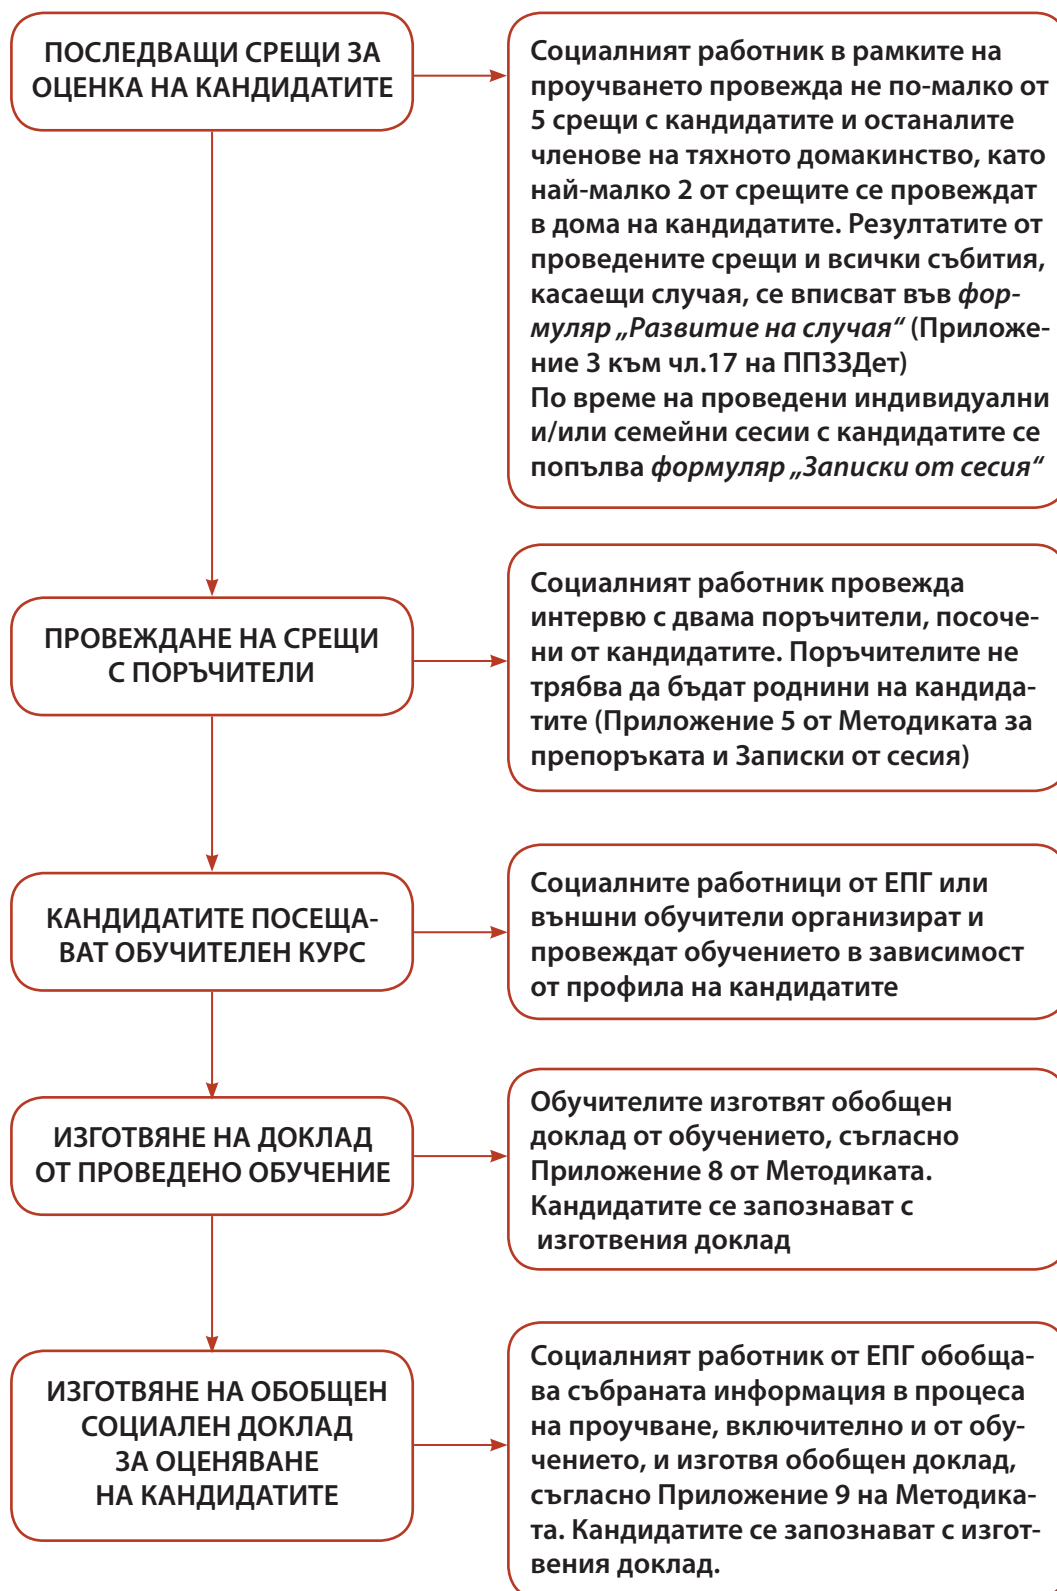 ПОСЛЕДВАЩИ СРЕЩИ ЗА
ОЦЕНКА НА КАНДИДАТИТЕ
Социалният работник в рамките на
проучването провежда не по-малко от
5 срещи с кандидатите и останалите
членове на тяхното домакинство, като
най-малко 2 от срещите се провеждат
в дома на кандидатите. Резултатите от
проведените срещи и всички събития,
касаещи случая, се вписват във фор-
муляр „Развитие на случая“ (Приложе-
ние 3 към чл.17 на ППЗЗДет)
По време на проведени индивидуални
и/или семейни сесии с кандидатите се
попълва формуляр „Записки от сесия“
ПРОВЕЖДАНЕ НА СРЕЩИ
С ПОРЪЧИТЕЛИ
Социалният работник провежда
интервю с двама поръчители, посоче-
ни от кандидатите. Поръчителите не
трябва да бъдат роднини на кандида-
тите (Приложение 5 от Методиката за
препоръката и Записки от сесия)
КАНДИДАТИТЕ ПОСЕЩА-
ВАТ ОБУЧИТЕЛЕН КУРС
Социалните работници от ЕПГ или
външни обучители организират и
провеждат обучението в зависимост
от профила на кандидатите
ИЗГОТВЯНЕ НА ДОКЛАД
ОТ ПРОВЕДЕНО ОБУЧЕНИЕ
Обучителите изготвят обобщен
доклад от обучението, съгласно
Приложение 8 от Методиката.
Кандидатите се запознават с
изготвения доклад
ИЗГОТВЯНЕ НА ОБОБЩЕН
СОЦИАЛЕН ДОКЛАД
ЗА ОЦЕНЯВАНЕ
НА КАНДИДАТИТЕ
Социалният работник от ЕПГ обобща-
ва събраната информация в процеса
на проучване, включително и от обу-
чението, и изготвя обобщен доклад,
съгласно Приложение 9 на Методика-
та. Кандидатите се запознават с изгот-
вения доклад.